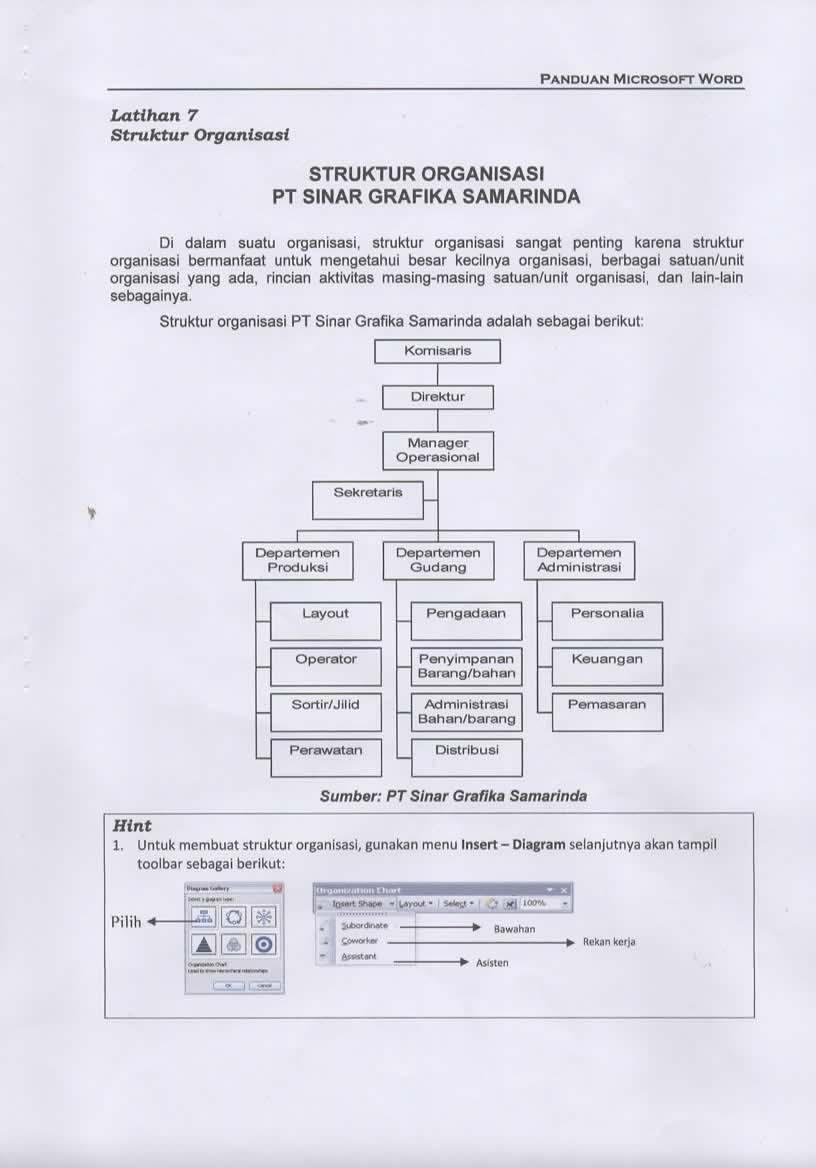 PANDUAN MICROSOFT WORD
Latihan 7
Struktur Organisasi
STRUKTUR ORGANISASI
PT SINAR GRAFIKA SAMARINDA
Di dalam suatu organisasi, struktur organisasi sangat penting karena struktur
organisasi bermanfaat untuk mengetahui besar kecilnya organisasi, berbagai satuan/unit
organisasi yang ada, rincian aktivitas masing-masing satuan/unit organisasi, dan lain-lain
sebagainya.
Struktur organisasi PT Sinar Grafika Samarinda adalah sebagai berikut:
Komisaris
Direktur
Manager
Operasional
Sekretaris
Departemen
Produksi
Departemen
Gudang
Departemen
Administrasi
Layout
Pengadaan
Personalia
Operator
Penyimpanan
Barang/bahan
Keuangan
Sortir/Jilid
Administrasi
Bahan/barang
Pemasaran
Perawatan
Distribusi
Sumber: PT Sinar Grafika Samarinda
Hint
1. Untuk membuat struktur organisasi, gunakan menu Insert – Diagram selanjutnya akan tampil
toolbar sebagai berikut:
Pilih
Diagram Gallery
Select a diagram type:
Organization Chart
Used to show hierarchical relationships
OK
Cancel
Organization Chart
Insert Shape
Layout
Select
100%
Subordinate
Bawahan
Coworker
Rekan kerja
Assistant
Asisten